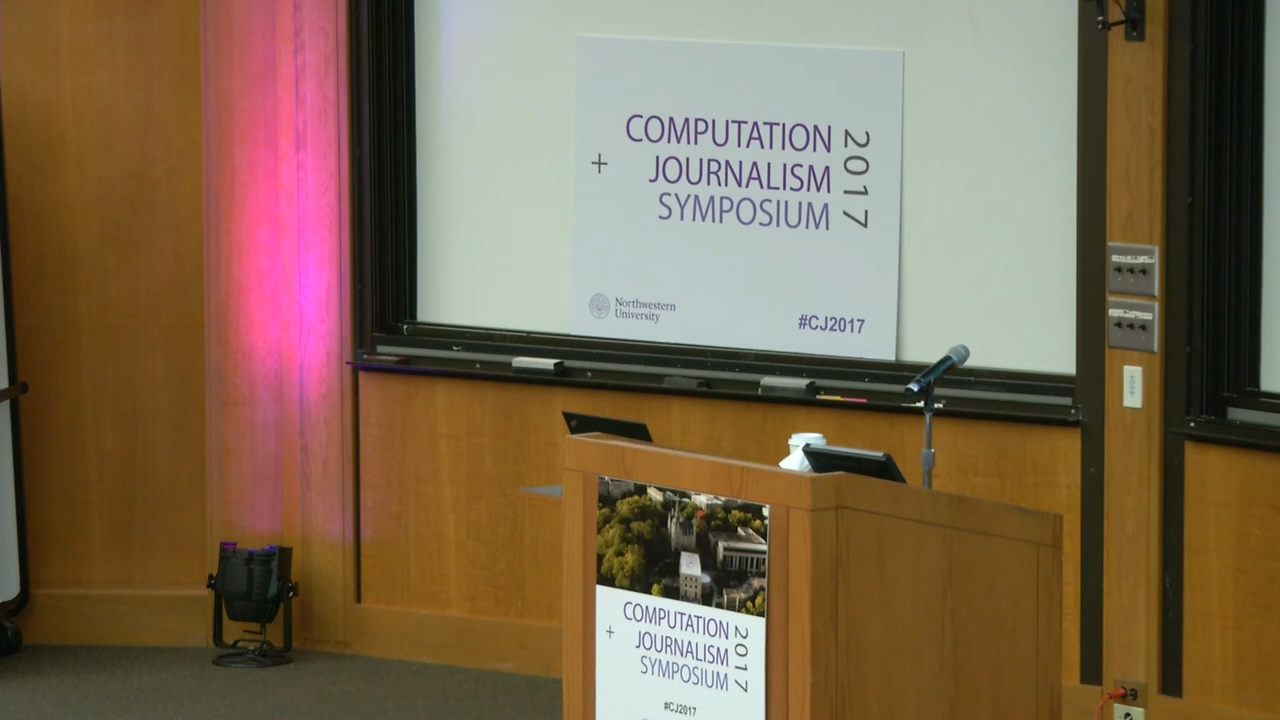 COMPUTATION
+ JOURNALISM
SYMPOSIUM
2017
Northwestern
University
#CJ2017
COMPUTATION
+ JOURNALISM
SYMPOSIUM
2017
#CJ2017